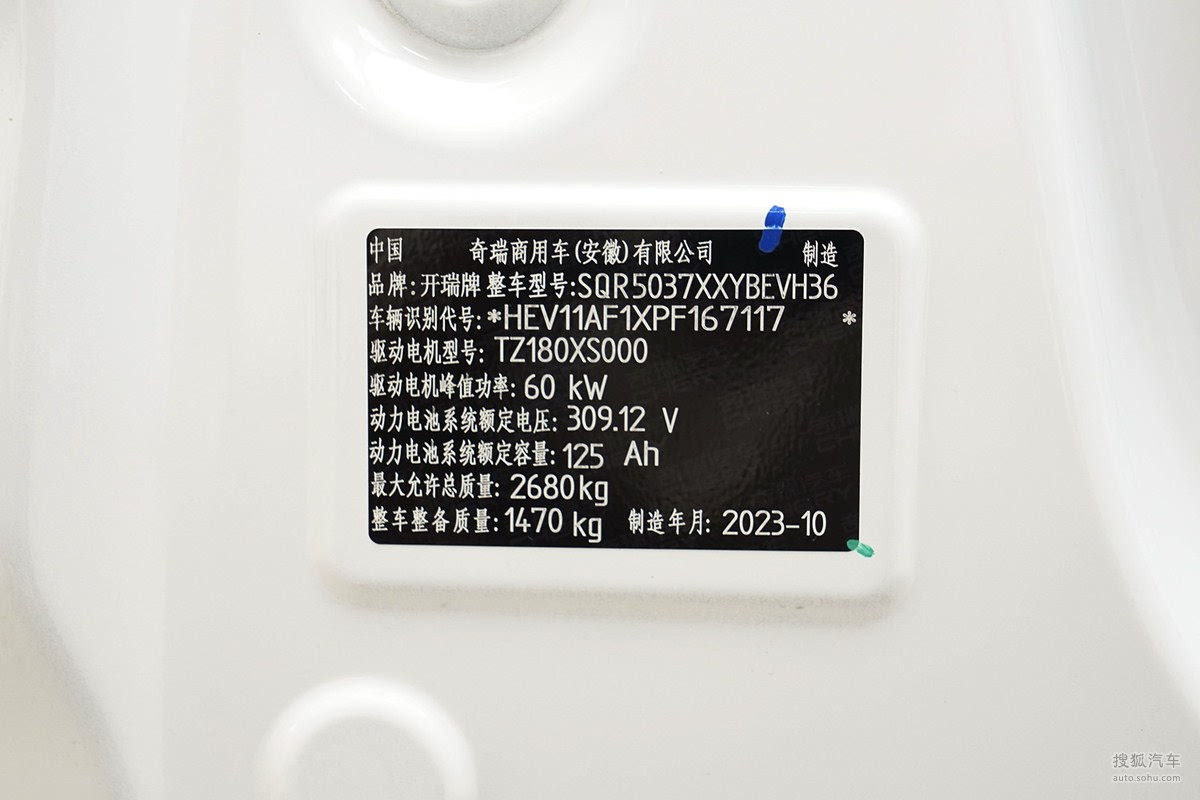 中国 奇瑞商用车(安徽)有限公司 制造
品牌:开瑞牌 整车型号:SQR5037XXYBEVH36
车辆识别代号:*HEV11AF1XPF167117 *
驱动电机型号: TZ180XS000
驱动电机峰值功率: 60 kW
动力电池系统额定电压: 309.12 V
动力电池系统额定容量: 125 Ah
最大允许总质量: 2680kg
整车整备质量: 1470 kg 制造年月: 2023-10
搜狐汽车
auto.sohu.com